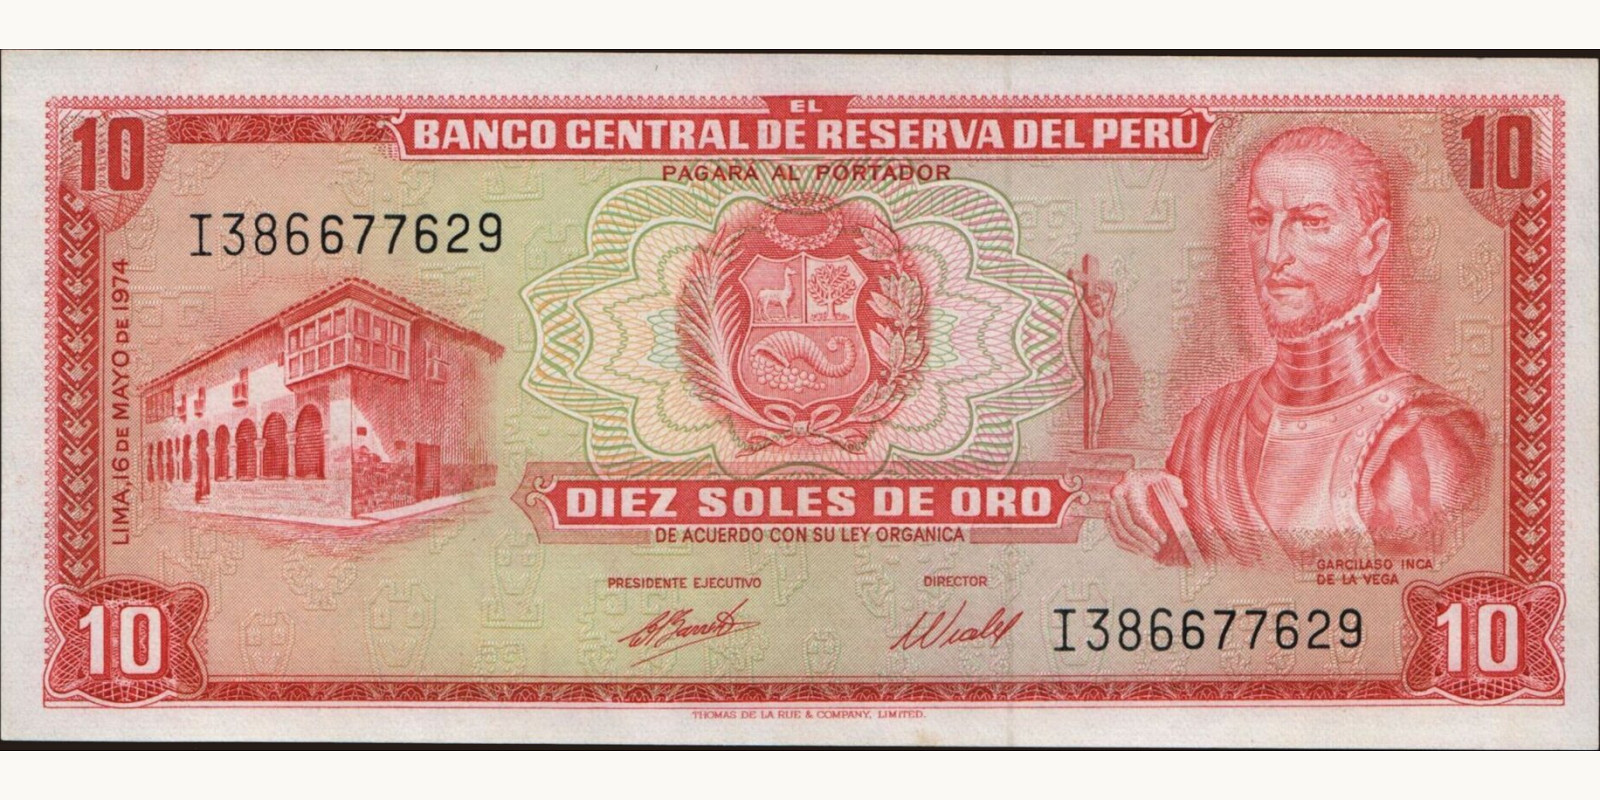 EL
BANCO CENTRAL DE RESERVA DEL PERÚ
PAGARÁ AL PORTADOR
10
10
I386677629
LIMA, 16 DE MAYO DE 1974
DIEZ SOLES DE ORO
DE ACUERDO CON SU LEY ORGANICA
GARCILASO INCA
DE LA VEGA
PRESIDENTE EJECUTIVO
DIRECTOR
I386677629
10
10
THOMAS DE LA RUE & COMPANY, LIMITED.